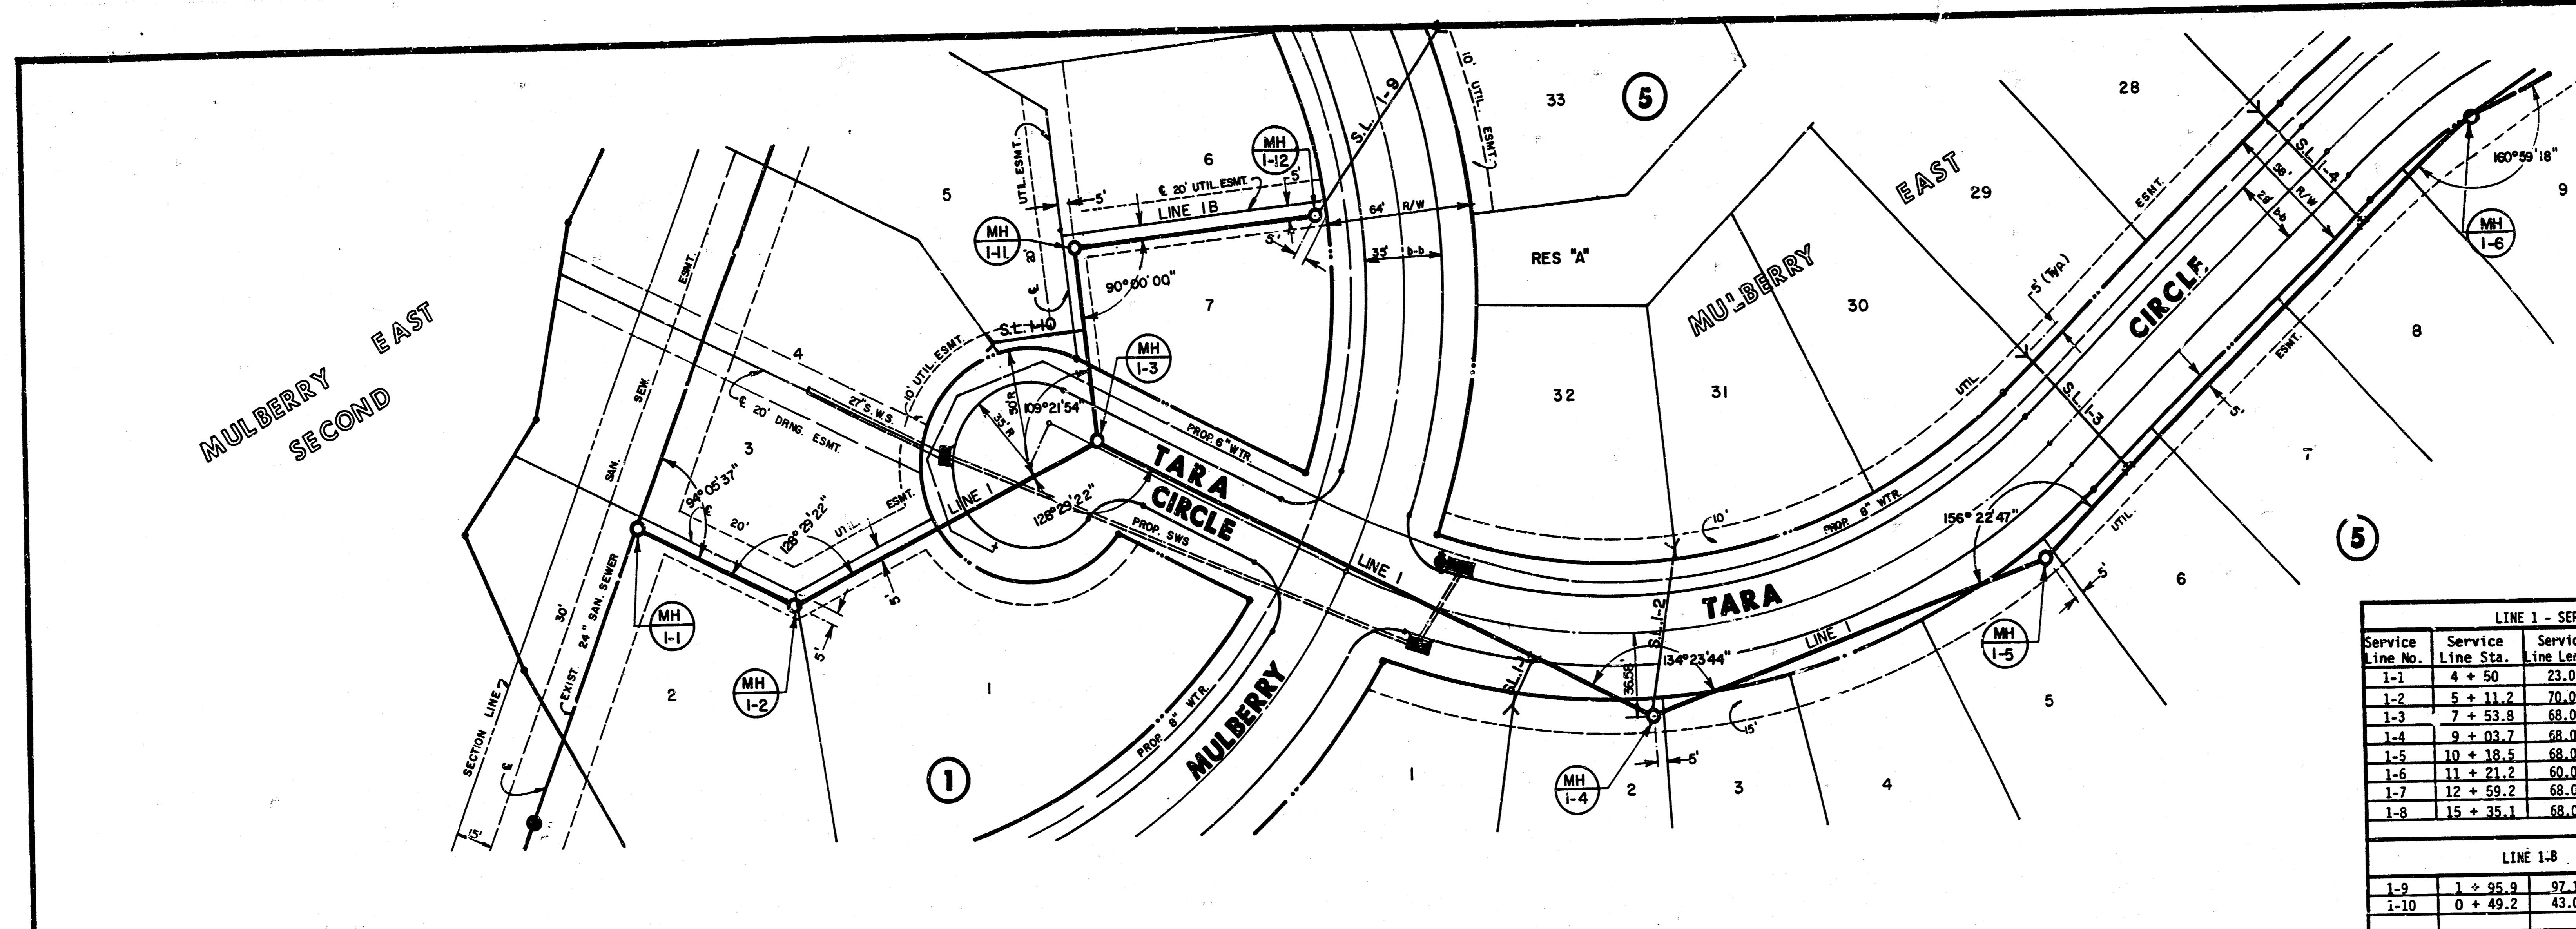 MULBERRY EAST
SECOND
5
UTIL. ESMT.
5'
20'
℄
6
℄ 20' UTIL. ESMT.
5'
LINE 1B
MH
1-12
MH
1-11
5'
90°00'00"
7
S.L. 1-9
64' R/W
35' b-b
10' UTIL. ESMT.
33
5
RES "A"
28
EAST
29
MULBERRY
30
31
32
S.L. 1-10
10' UTIL. ESMT.
MH
1-3
50'R
35'R
109°21'54"
4
27" S.W.S.
℄ 20' DRNG. ESMT.
3
ESMT.
SEW.
SAN.
30'
94°05'37"
℄
20'
128°29'22"
UTIL. ESMT.
LINE 1
5'
5'
128°29'22"
PROP. 6" WTR.
TARA
CIRCLE
PROP. SWS
LINE 1
MH
1-1
MH
1-2
EXIST. 24" SAN. SEWER
SECTION LINE
℄
15'
2
1
1
PROP. 8" WTR.
MULBERRY
S.L. 1-1
S.L. 1-2
36.58'
134°23'44"
LINE 1
TARA
10'
PROP. 8" WTR.
UTIL.
ESMT.
5' (Typ.)
CIRCLE
58' R/W
28' b-b
S.L. 1-4
S.L. 1-3
160°59'18"
MH
1-6
9
8
7
6
5
5'
ESMT.
UTIL.
156°22'47"
MH
1-5
5'
15'
5'
MH
1-4
1
2
3
4
5
LINE 1 - SER
Service Service Servic
Line No. Line Sta. Line Len
1-1 4 + 50 23.0
1-2 5 + 11.2 70.0
1-3 7 + 53.8 68.0
1-4 9 + 03.7 68.0
1-5 10 + 18.5 68.0
1-6 11 + 21.2 60.0
1-7 12 + 59.2 68.0
1-8 15 + 35.1 68.0
LINE 1-B
1-9 1 + 95.9 97.1
1-10 0 + 49.2 43.0